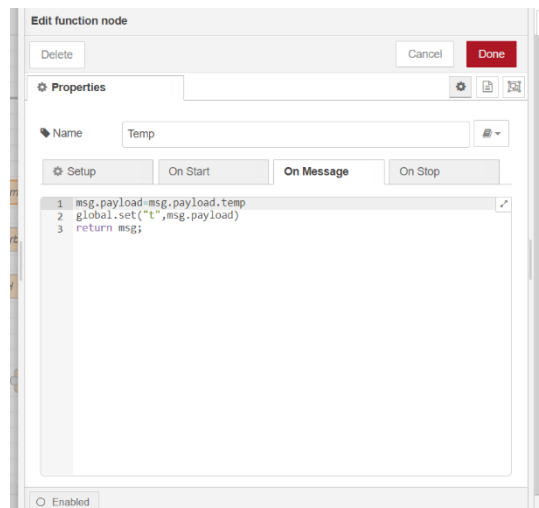 Edit function node
Delete Cancel Done
Properties
Name Temp
Setup On Start On Message On Stop
1 msg.payload=msg.payload.temp
2 global.set("t",msg.payload)
3 return msg;
Enabled